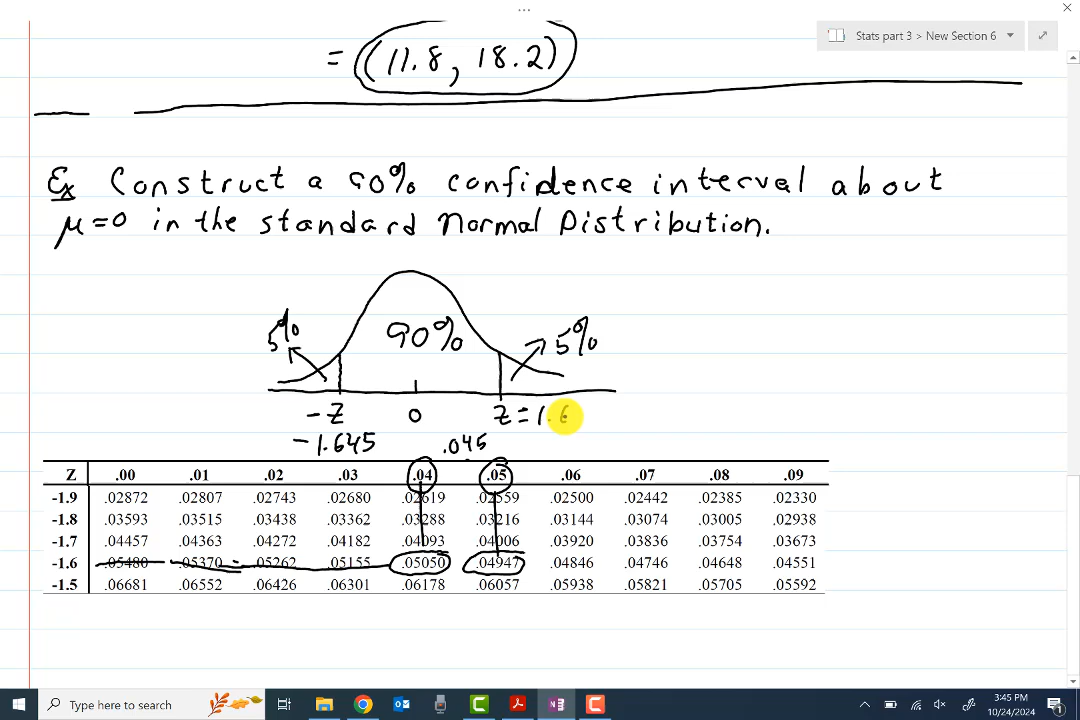 Stats part 3 > New Section 6
= (11.8, 18.2)
Ex Construct a 90% confidence interval about
μ=0 in the standard Normal Distribution.
5% 90% 5%
-Z 0 Z = 1.6
-1.645 .045
Z .00 .01 .02 .03 .04 .05 .06 .07 .08 .09
-1.9 .02872 .02807 .02743 .02680 .02619 .02559 .02500 .02442 .02385 .02330
-1.8 .03593 .03515 .03438 .03362 .03288 .03216 .03144 .03074 .03005 .02938
-1.7 .04457 .04363 .04272 .04182 .04093 .04006 .03920 .03836 .03754 .03673
-1.6 .05480 .05370 .05262 .05155 .05050 .04947 .04846 .04746 .04648 .04551
-1.5 .06681 .06552 .06426 .06301 .06178 .06057 .05938 .05821 .05705 .05592
Type here to search
3:45 PM
10/24/2024